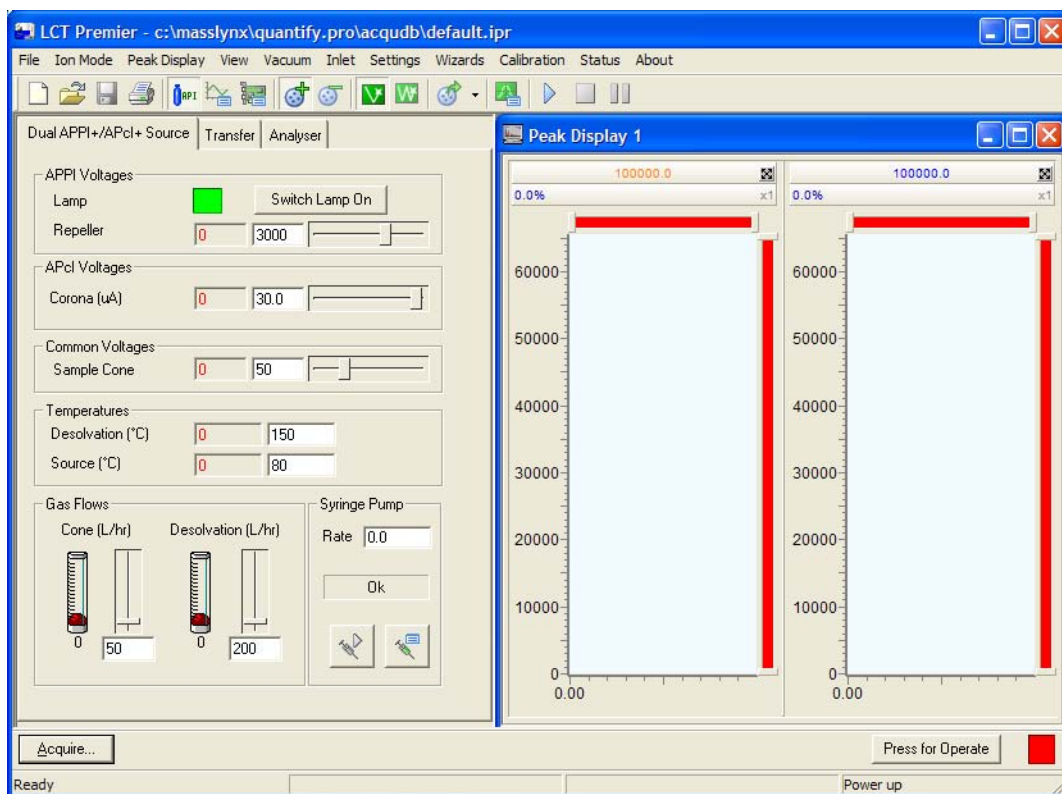 LCT Premier - c:\masslynx\quantify.pro\acqudb\default.ipr
File Ion Mode Peak Display View Vacuum Inlet Settings Wizards Calibration Status About
API
Dual APPI+/APcI+ Source Transfer Analyser
APPI Voltages
Lamp Switch Lamp On
Repeller 0 3000
APcI Voltages
Corona (uA) 0 30.0
Common Voltages
Sample Cone 0 50
Temperatures
Desolvation (°C) 0 150
Source (°C) 0 80
Gas Flows
Cone (L/hr) Desolvation (L/hr)
0 0
50 200
Syringe Pump
Rate 0.0
Ok
Peak Display 1
100000.0
0.0% x1
60000
50000
40000
30000
20000
10000
0
0.00
100000.0
0.0% x1
60000
50000
40000
30000
20000
10000
0
0.00
Acquire... Press for Operate
Ready Power up